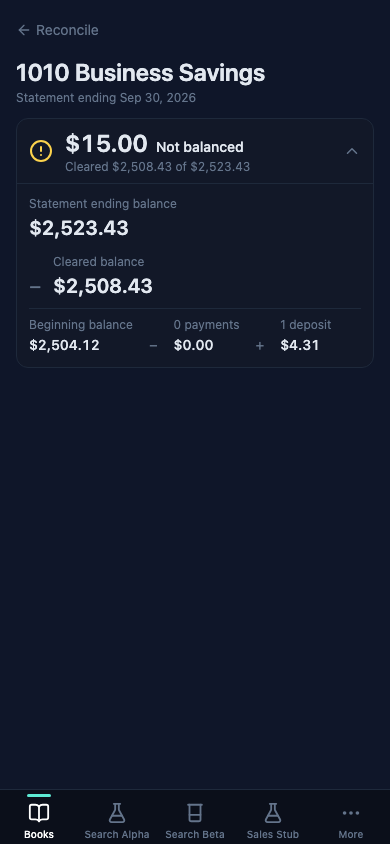 Reconcile
1010 Business Savings
Statement ending Sep 30, 2026
$15.00 Not balanced
Cleared $2,508.43 of $2,523.43
Statement ending balance
$2,523.43
Cleared balance
− $2,508.43
Beginning balance 0 payments 1 deposit
$2,504.12 − $0.00 + $4.31
Books Search Alpha Search Beta Sales Stub More